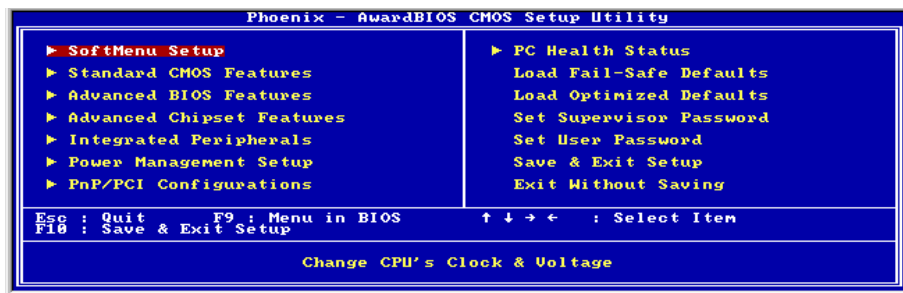 Phoenix - AwardBIOS CMOS Setup Utility
► SoftMenu Setup
► Standard CMOS Features
► Advanced BIOS Features
► Advanced Chipset Features
► Integrated Peripherals
► Power Management Setup
► PnP/PCI Configurations
► PC Health Status
Load Fail-Safe Defaults
Load Optimized Defaults
Set Supervisor Password
Set User Password
Save & Exit Setup
Exit Without Saving
Esc : Quit F9 : Menu in BIOS ↑ ↓ → ← : Select Item
F10 : Save & Exit Setup
Change CPU's Clock & Voltage